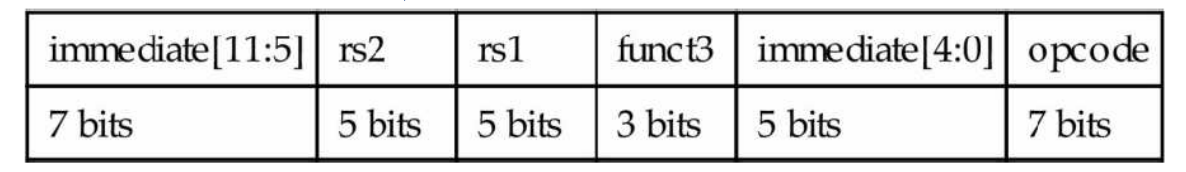 immediate[11:5] rs2 rs1 funct3 immediate[4:0] opcode
7 bits 5 bits 5 bits 3 bits 5 bits 7 bits